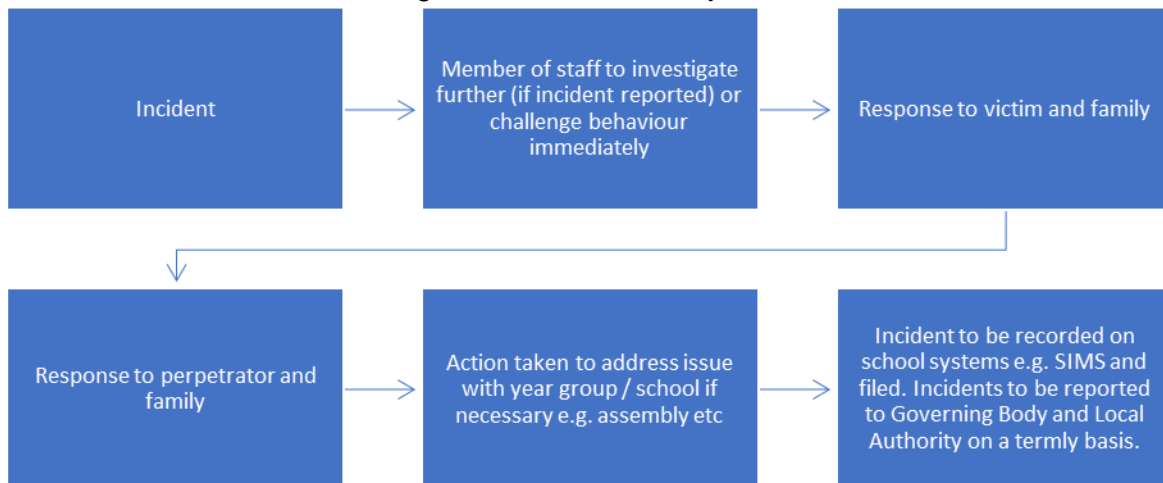 Incident
Member of staff to investigate
further (if incident reported) or
challenge behaviour
immediately
Response to victim and family
Response to perpetrator and
family
Action taken to address issue
with year group / school if
necessary e.g. assembly etc
Incident to be recorded on
school systems e.g. SIMS and
filed. Incidents to be reported
to Governing Body and Local
Authority on a termly basis.